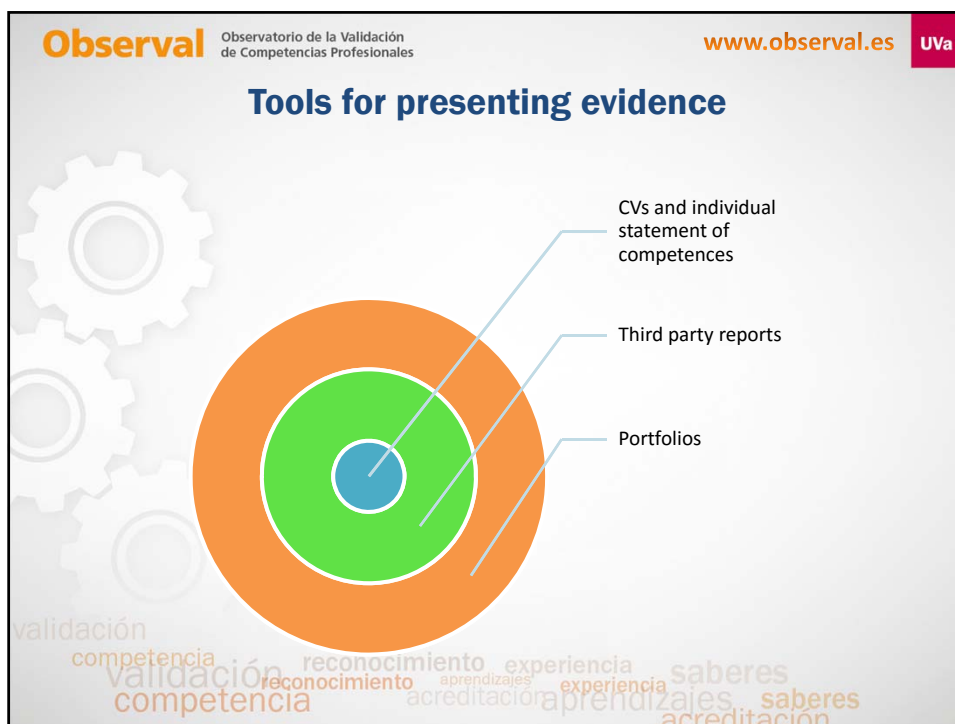 Observal
Observatorio de la Validación
de Competencias Profesionales
www.observal.es
UVa
Tools for presenting evidence
CVs and individual
statement of
competences
Third party reports
Portfolios
validación
competencia
validación
reconocimiento
reconocimiento
aprendizajes
experiencia
experiencia
saberes
competencia
acreditación
aprendizajes
saberes
acreditación